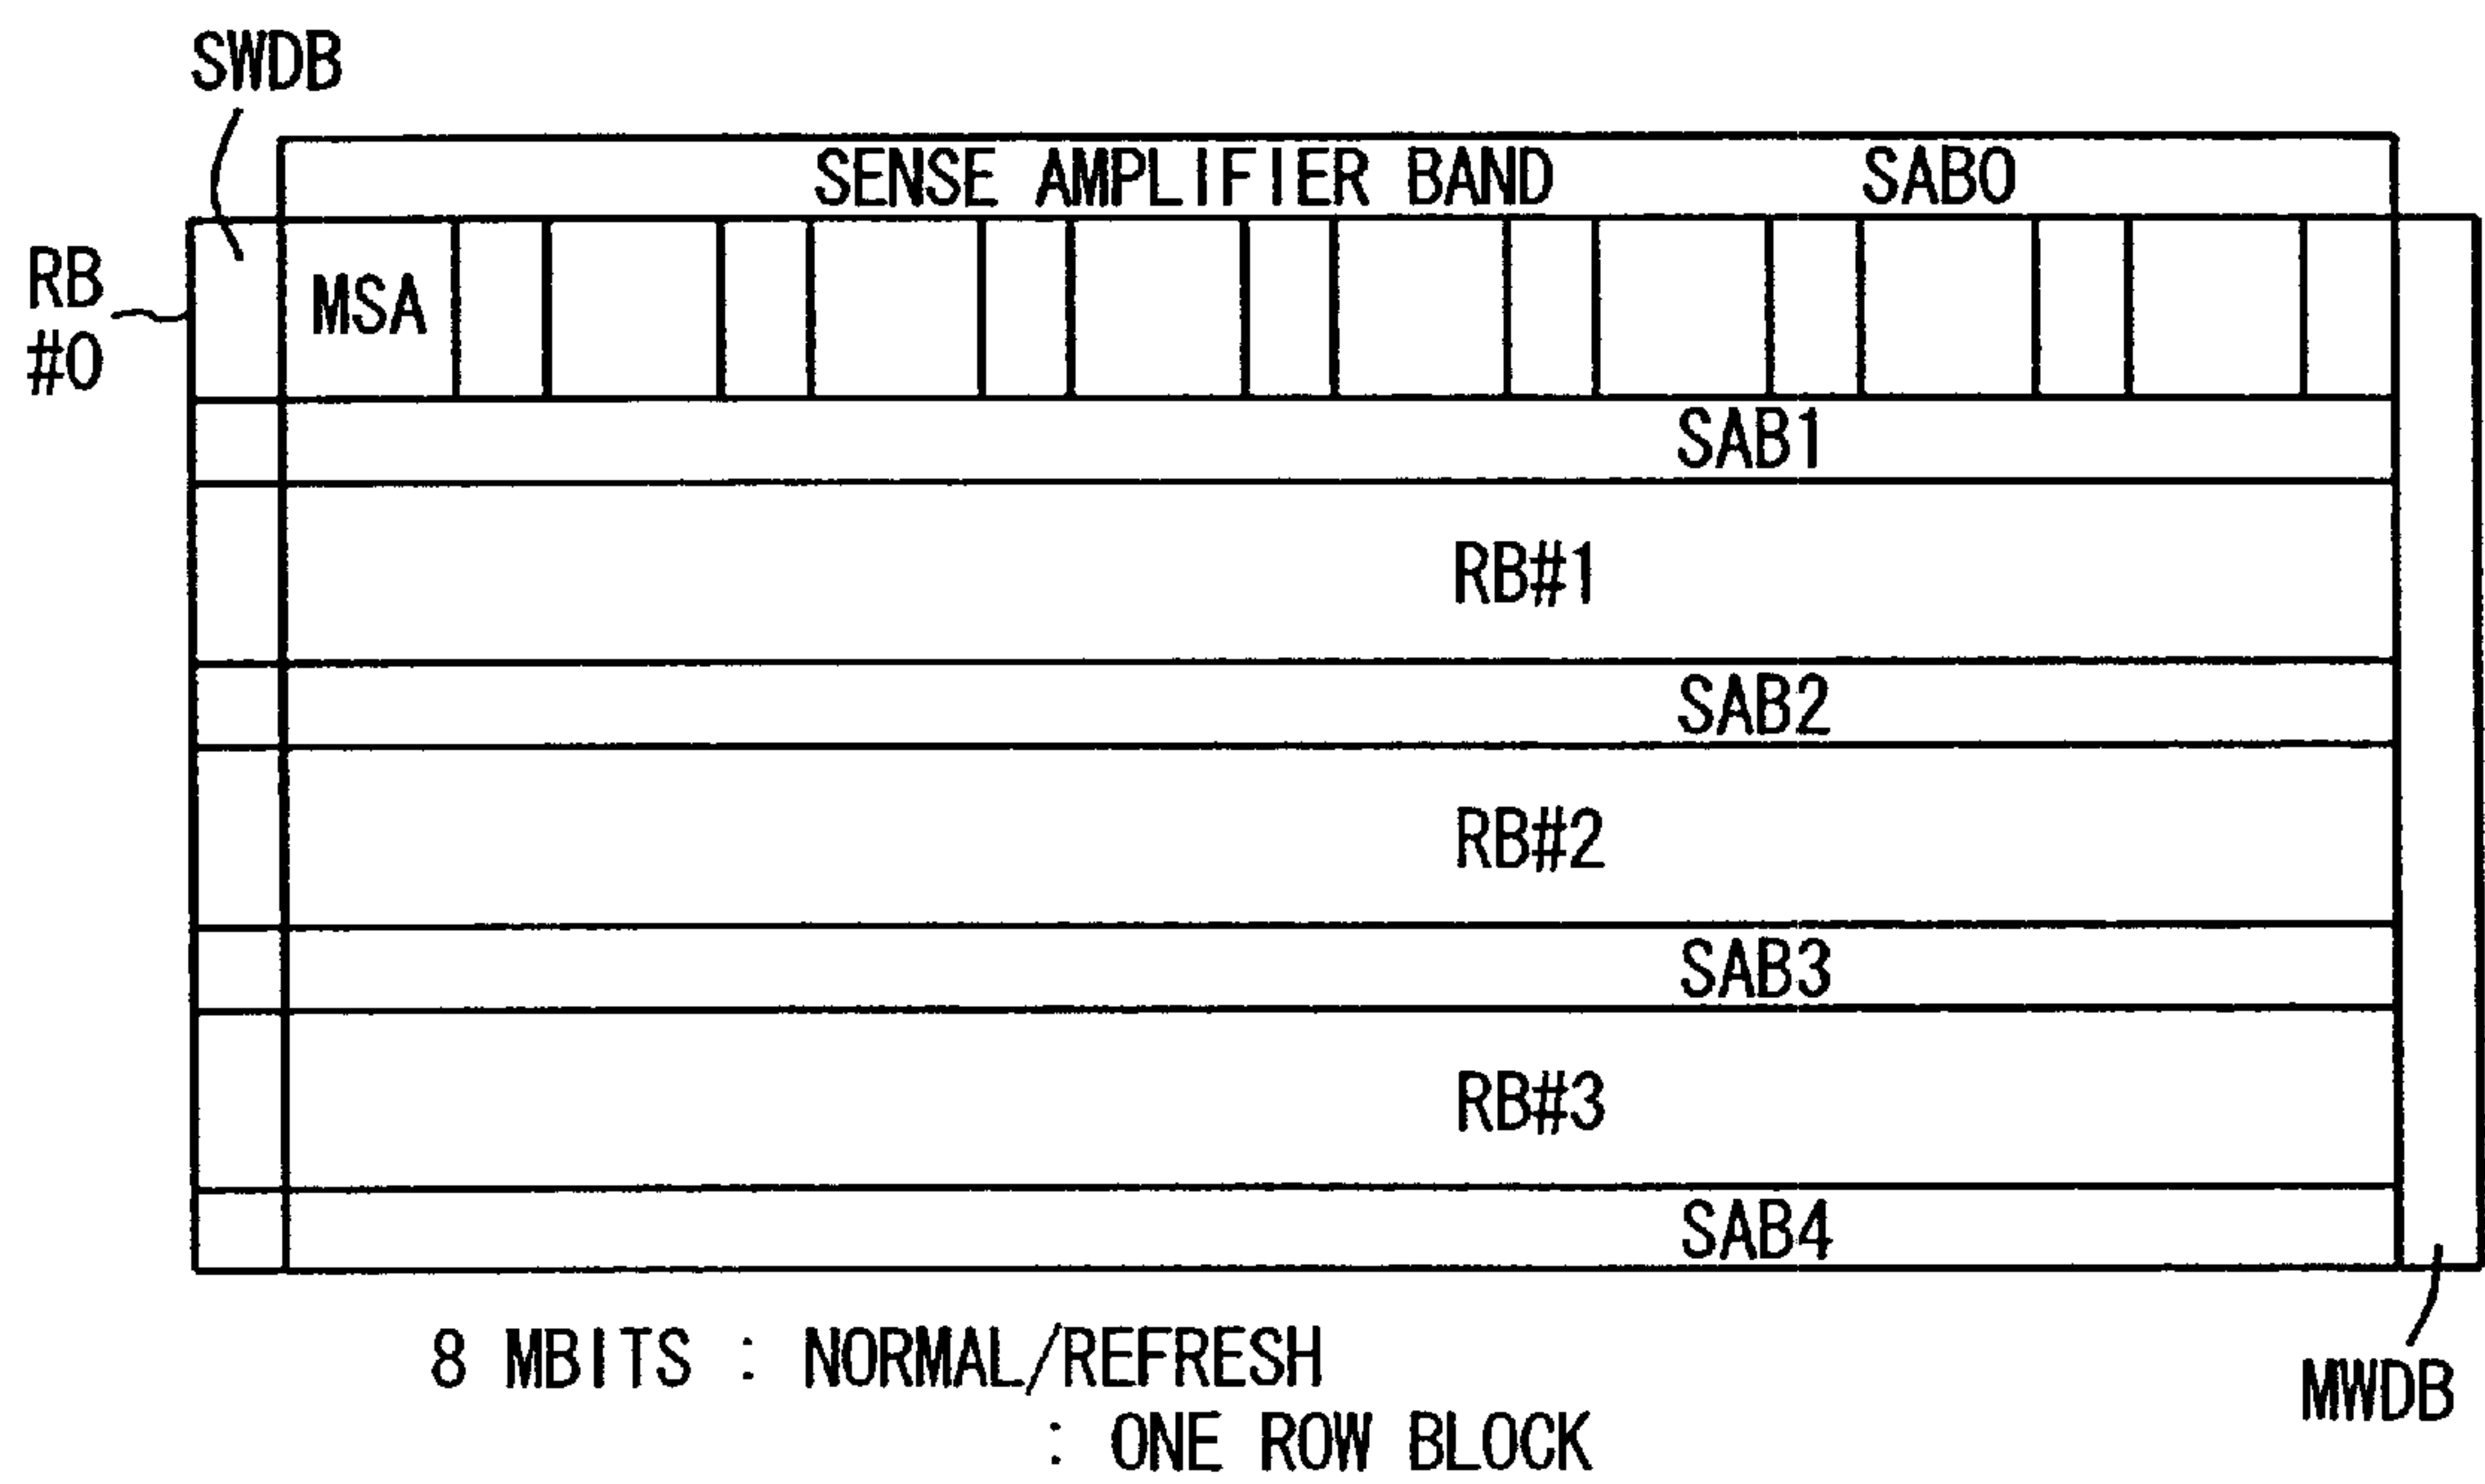 SWDB
SENSE AMPLIFIER BAND SAB0
RB
#0
MSA
SAB1
RB#1
SAB2
RB#2
SAB3
RB#3
SAB4
8 MBITS : NORMAL/REFRESH
: ONE ROW BLOCK
MWDB